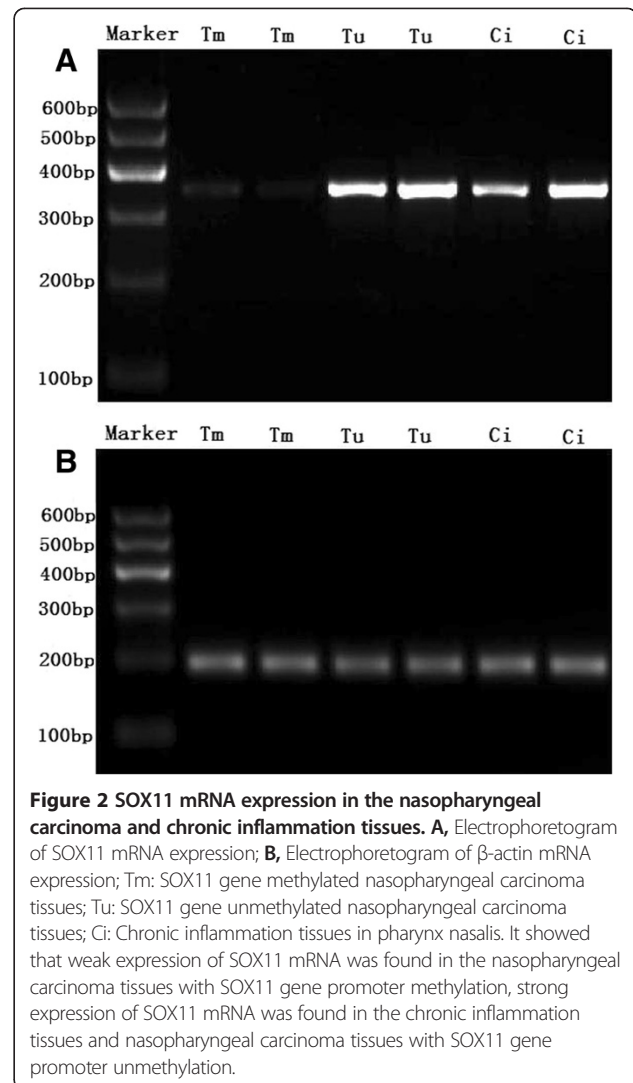 Marker Tm Tm Tu Tu Ci Ci
A
600bp
500bp
400bp
300bp
200bp
100bp
Marker Tm Tm Tu Tu Ci Ci
B
600bp
500bp
400bp
300bp
200bp
100bp
Figure 2 SOX11 mRNA expression in the nasopharyngeal
carcinoma and chronic inflammation tissues. A, Electrophoretogram
of SOX11 mRNA expression; B, Electrophoretogram of β-actin mRNA
expression; Tm: SOX11 gene methylated nasopharyngeal carcinoma
tissues; Tu: SOX11 gene unmethylated nasopharyngeal carcinoma
tissues; Ci: Chronic inflammation tissues in pharynx nasalis. It showed
that weak expression of SOX11 mRNA was found in the nasopharyngeal
carcinoma tissues with SOX11 gene promoter methylation, strong
expression of SOX11 mRNA was found in the chronic inflammation
tissues and nasopharyngeal carcinoma tissues with SOX11 gene
promoter unmethylation.